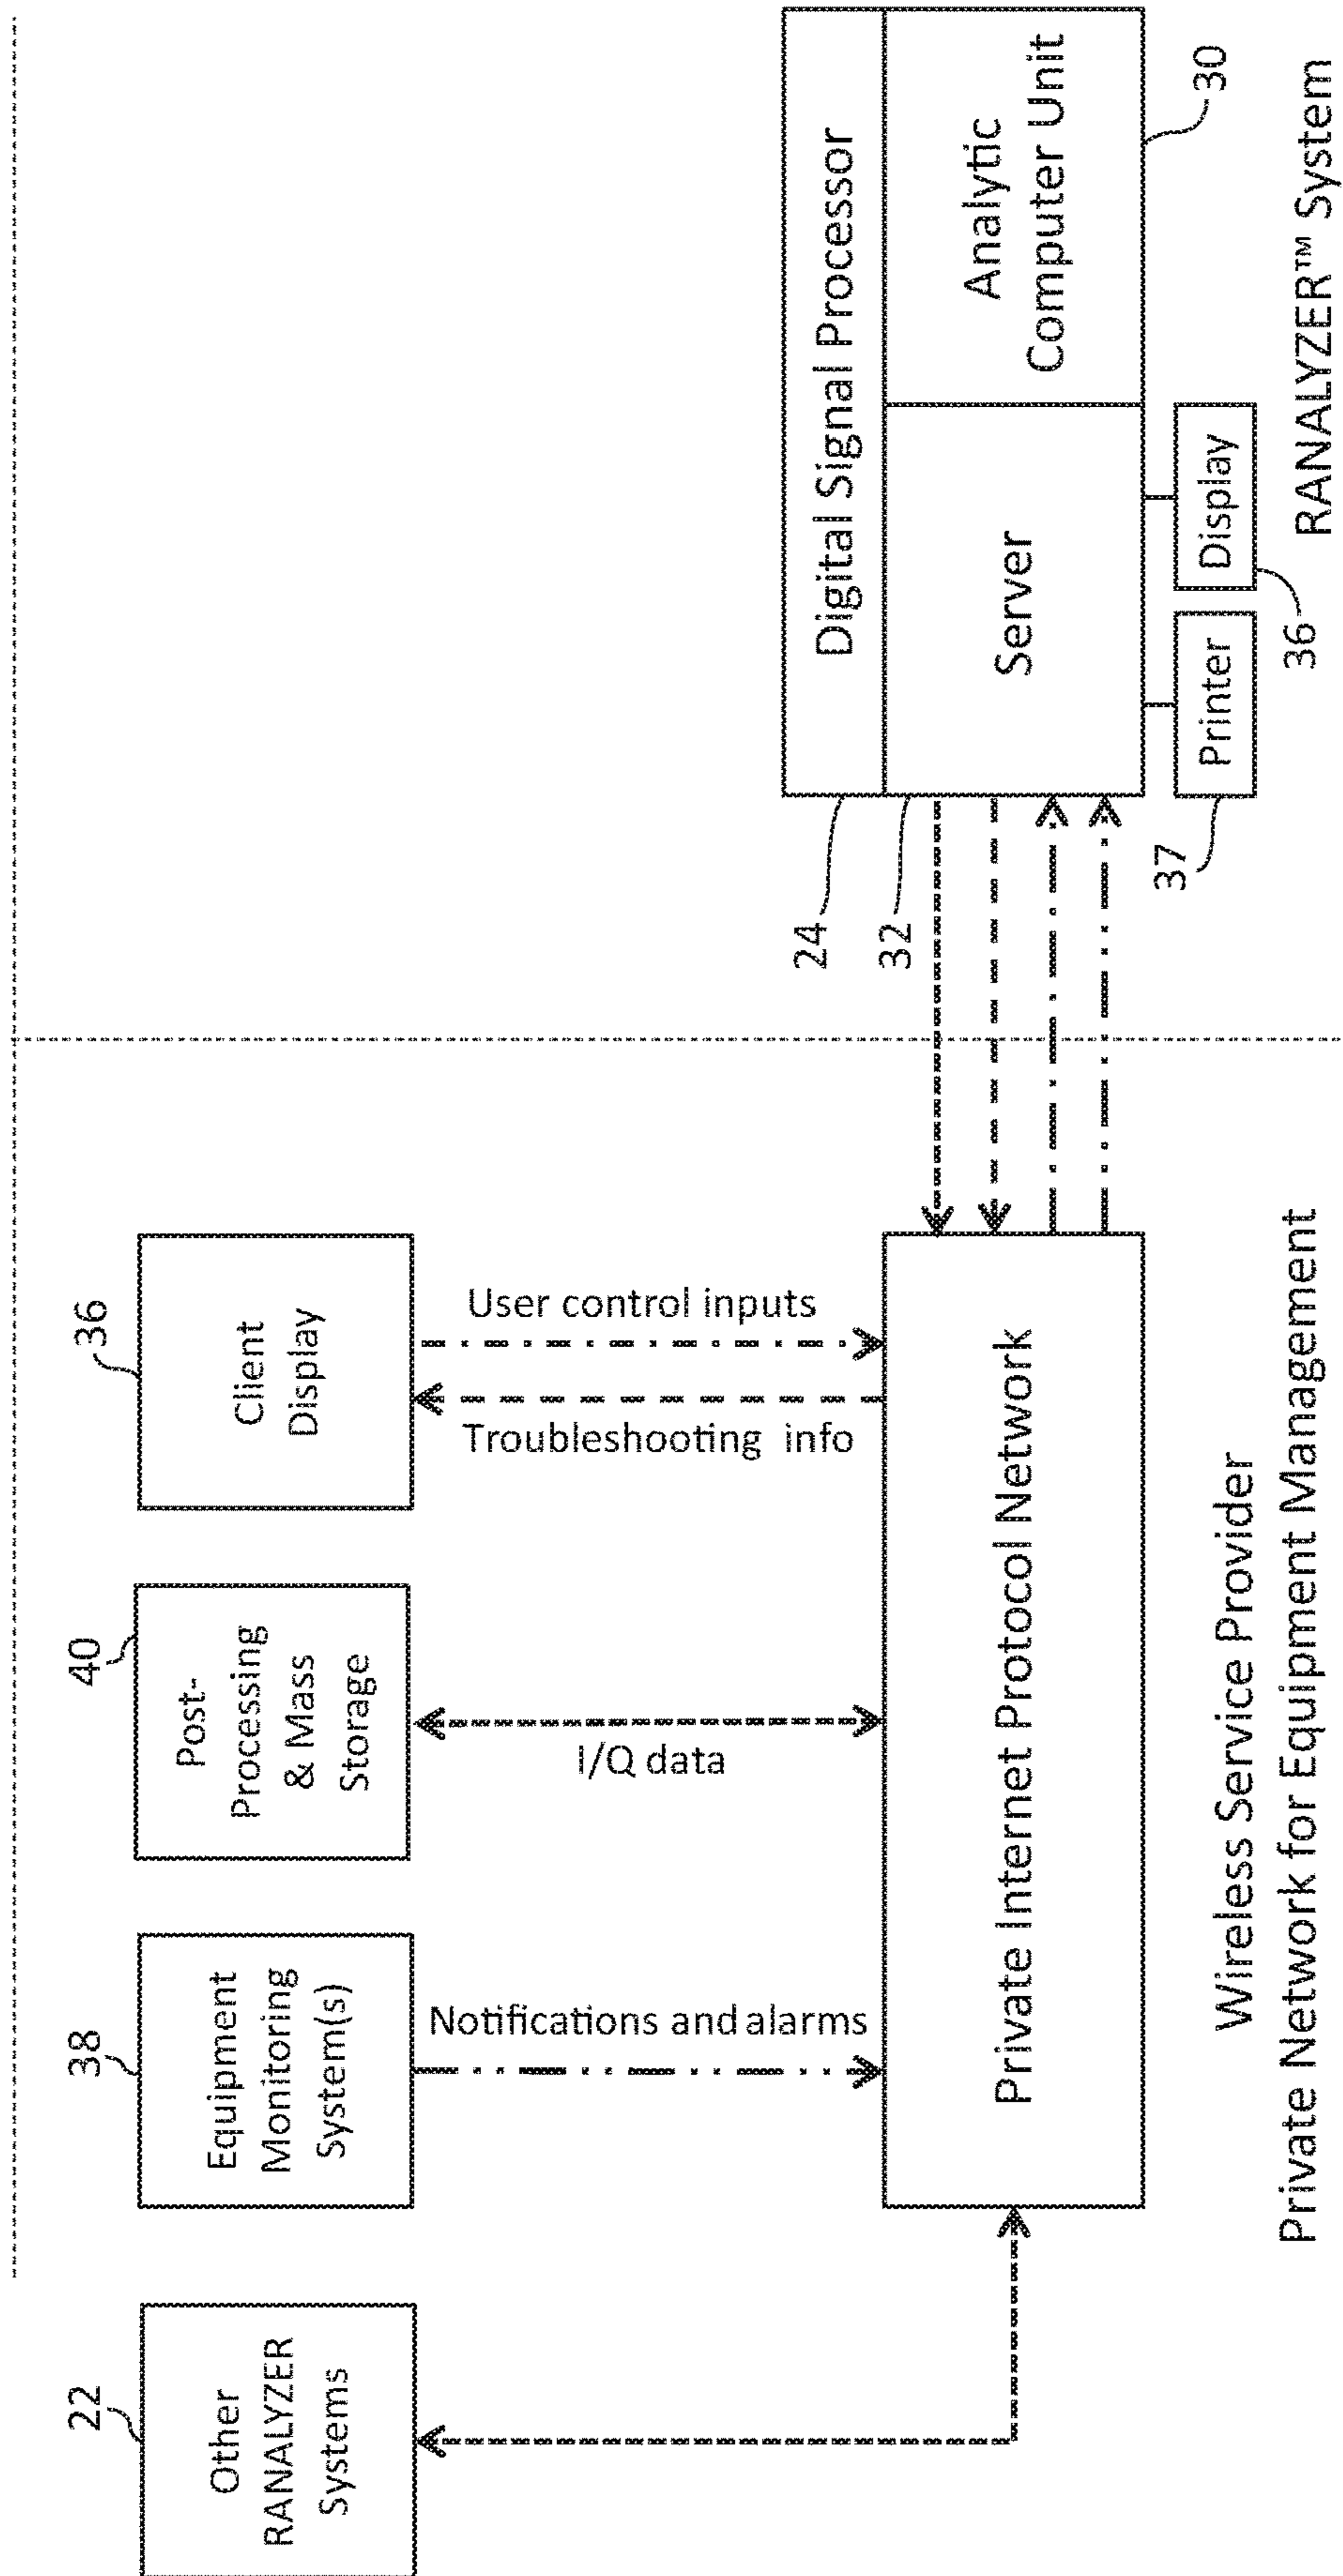 22
Other
RANALYZER
Systems
38
Equipment
Monitoring
System(s)
40
Post-
Processing
& Mass
Storage
36
Client
Display
Notifications and alarms
I/Q data
User control inputs
Troubleshooting info
Private Internet Protocol Network
Wireless Service Provider
Private Network for Equipment Management
24
32
Digital Signal Processor
Server
Analytic
Computer Unit
30
37
Printer
Display
36
RANALYZER™ System